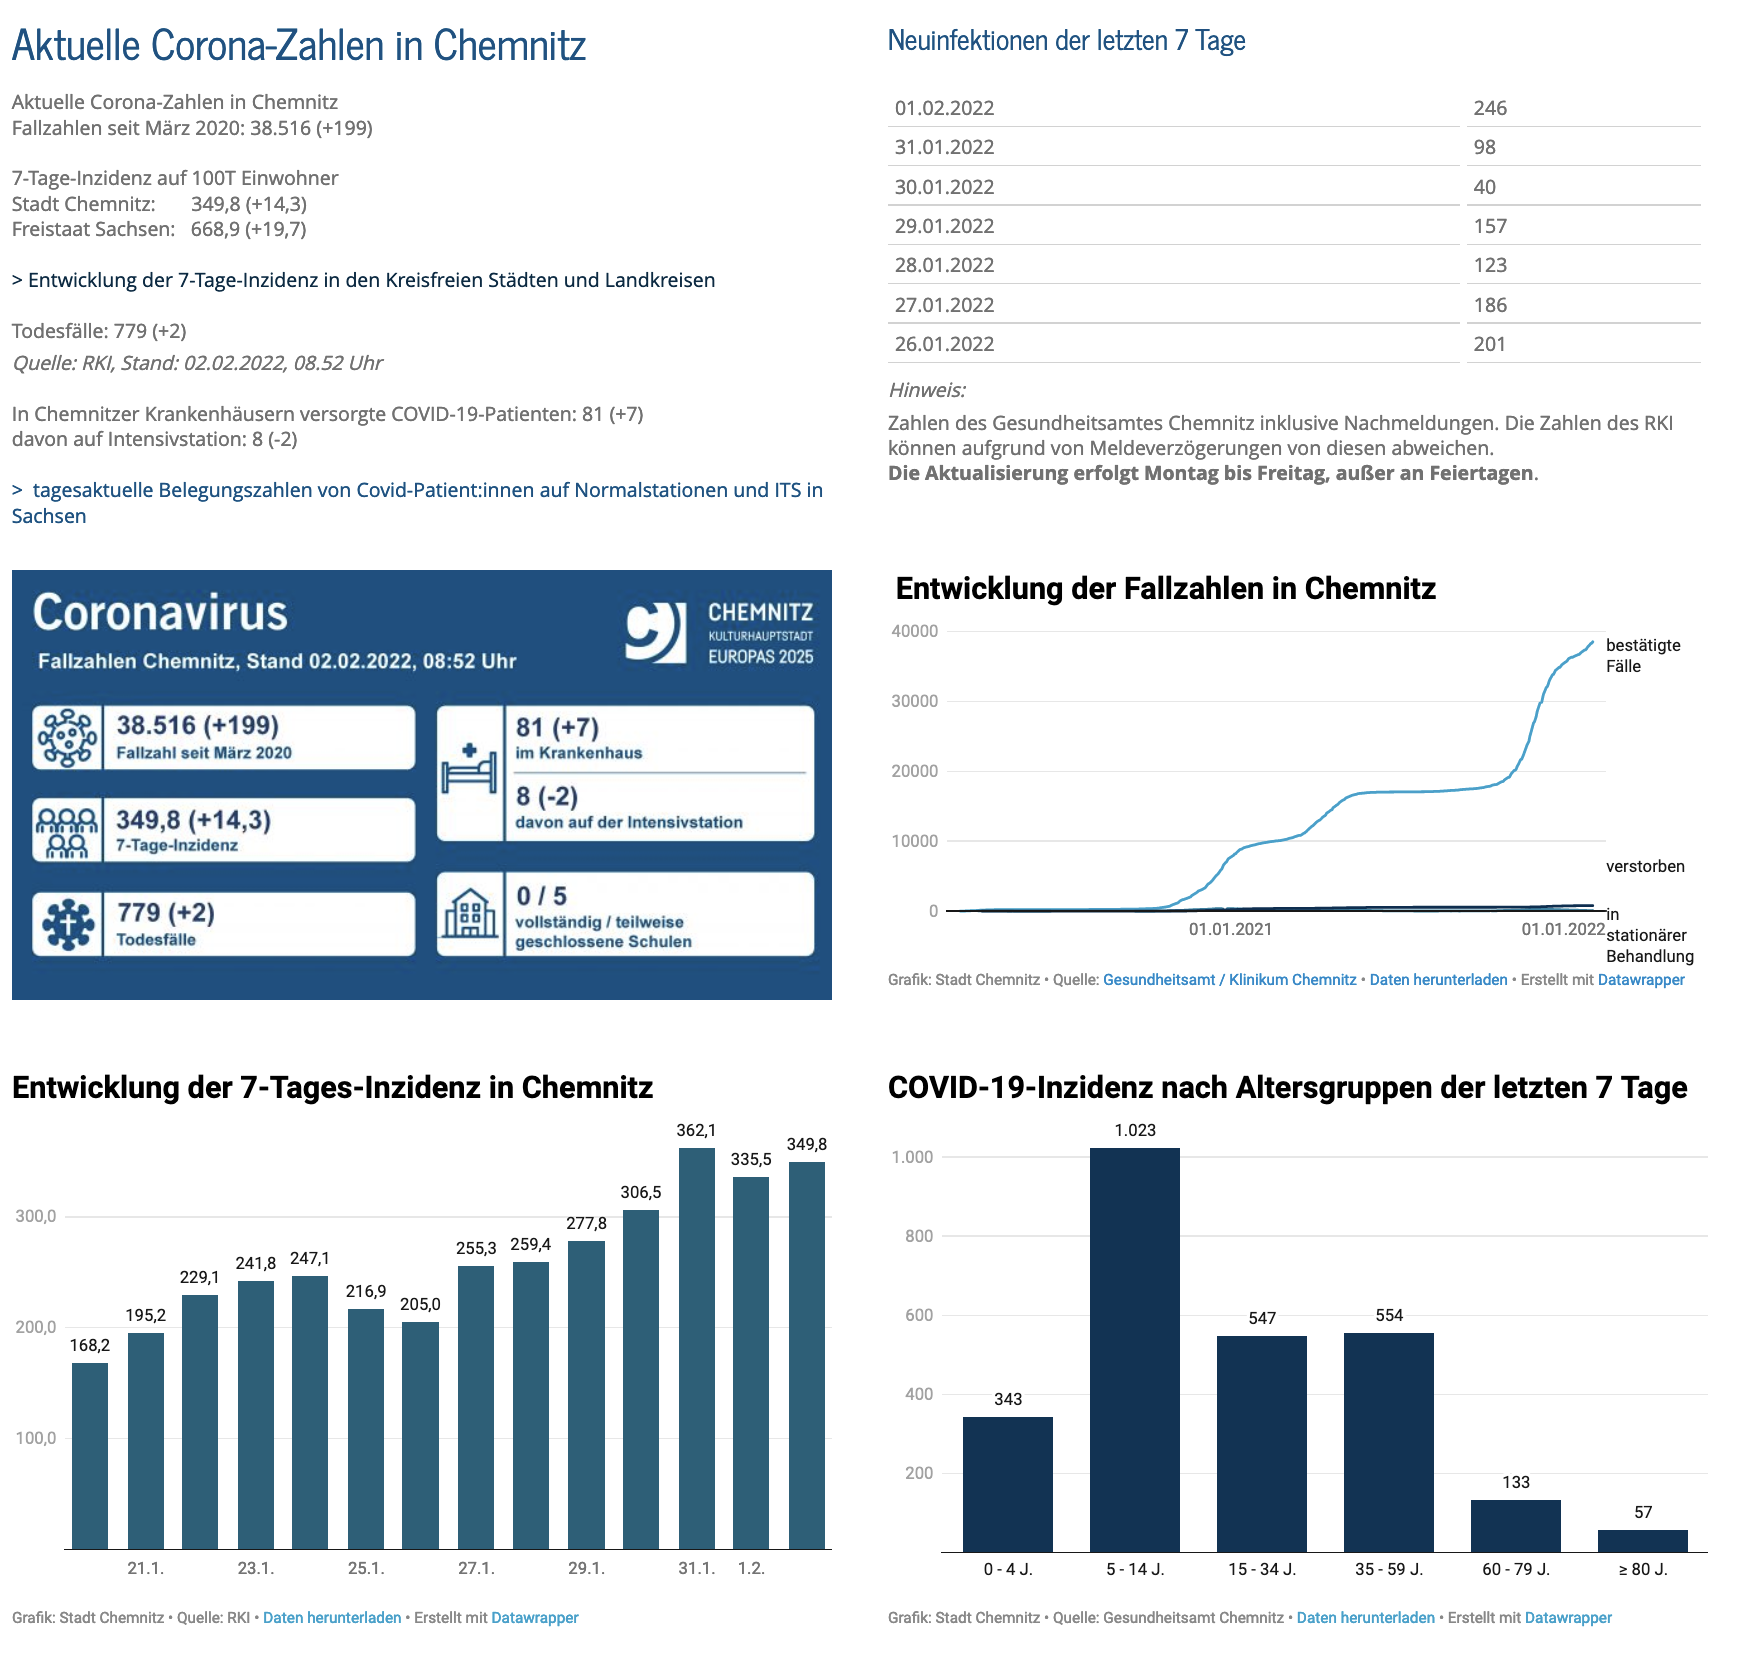 Aktuelle Corona-Zahlen in Chemnitz
Aktuelle Corona-Zahlen in Chemnitz
Fallzahlen seit März 2020: 38.516 (+199)
7-Tage-Inzidenz auf 100T Einwohner
Stadt Chemnitz: 349,8 (+14,3)
Freistaat Sachsen: 668,9 (+19,7)
> Entwicklung der 7-Tage-Inzidenz in den Kreisfreien Städten und Landkreisen
Todesfälle: 779 (+2)
Quelle: RKI, Stand: 02.02.2022, 08.52 Uhr
In Chemnitzer Krankenhäusern versorgte COVID-19-Patienten: 81 (+7)
davon auf Intensivstation: 8 (-2)
> tagesaktuelle Belegungszahlen von Covid-Patient:innen auf Normalstationen und ITS in
Sachsen
Neuinfektionen der letzten 7 Tage
01.02.2022 246
31.01.2022 98
30.01.2022 40
29.01.2022 157
28.01.2022 123
27.01.2022 186
26.01.2022 201
Hinweis:
Zahlen des Gesundheitsamtes Chemnitz inklusive Nachmeldungen. Die Zahlen des RKI
können aufgrund von Meldeverzögerungen von diesen abweichen.
Die Aktualisierung erfolgt Montag bis Freitag, außer an Feiertagen.
Coronavirus
Fallzahlen Chemnitz, Stand 02.02.2022, 08:52 Uhr
CHEMNITZ
KULTURHAUPTSTADT
EUROPAS 2025
38.516 (+199)
Fallzahl seit März 2020
349,8 (+14,3)
7-Tage-Inzidenz
779 (+2)
Todesfälle
81 (+7)
im Krankenhaus
8 (-2)
davon auf der Intensivstation
0 / 5
vollständig / teilweise
geschlossene Schulen
Entwicklung der Fallzahlen in Chemnitz
40000
30000
20000
10000
0
bestätigte
Fälle
verstorben
in
stationärer
Behandlung
01.01.2021 01.01.2022
Grafik: Stadt Chemnitz • Quelle: Gesundheitsamt / Klinikum Chemnitz • Daten herunterladen • Erstellt mit Datawrapper
Entwicklung der 7-Tages-Inzidenz in Chemnitz
300,0
200,0
100,0
168,2
195,2
229,1
241,8
247,1
216,9
205,0
255,3
259,4
277,8
306,5
362,1
335,5
349,8
21.1. 23.1. 25.1. 27.1. 29.1. 31.1. 1.2.
Grafik: Stadt Chemnitz • Quelle: RKI • Daten herunterladen • Erstellt mit Datawrapper
COVID-19-Inzidenz nach Altersgruppen der letzten 7 Tage
1.000
800
600
400
200
343
1.023
547
554
133
57
0 - 4 J. 5 - 14 J. 15 - 34 J. 35 - 59 J. 60 - 79 J. ≥ 80 J.
Grafik: Stadt Chemnitz • Quelle: Gesundheitsamt Chemnitz • Daten herunterladen • Erstellt mit Datawrapper